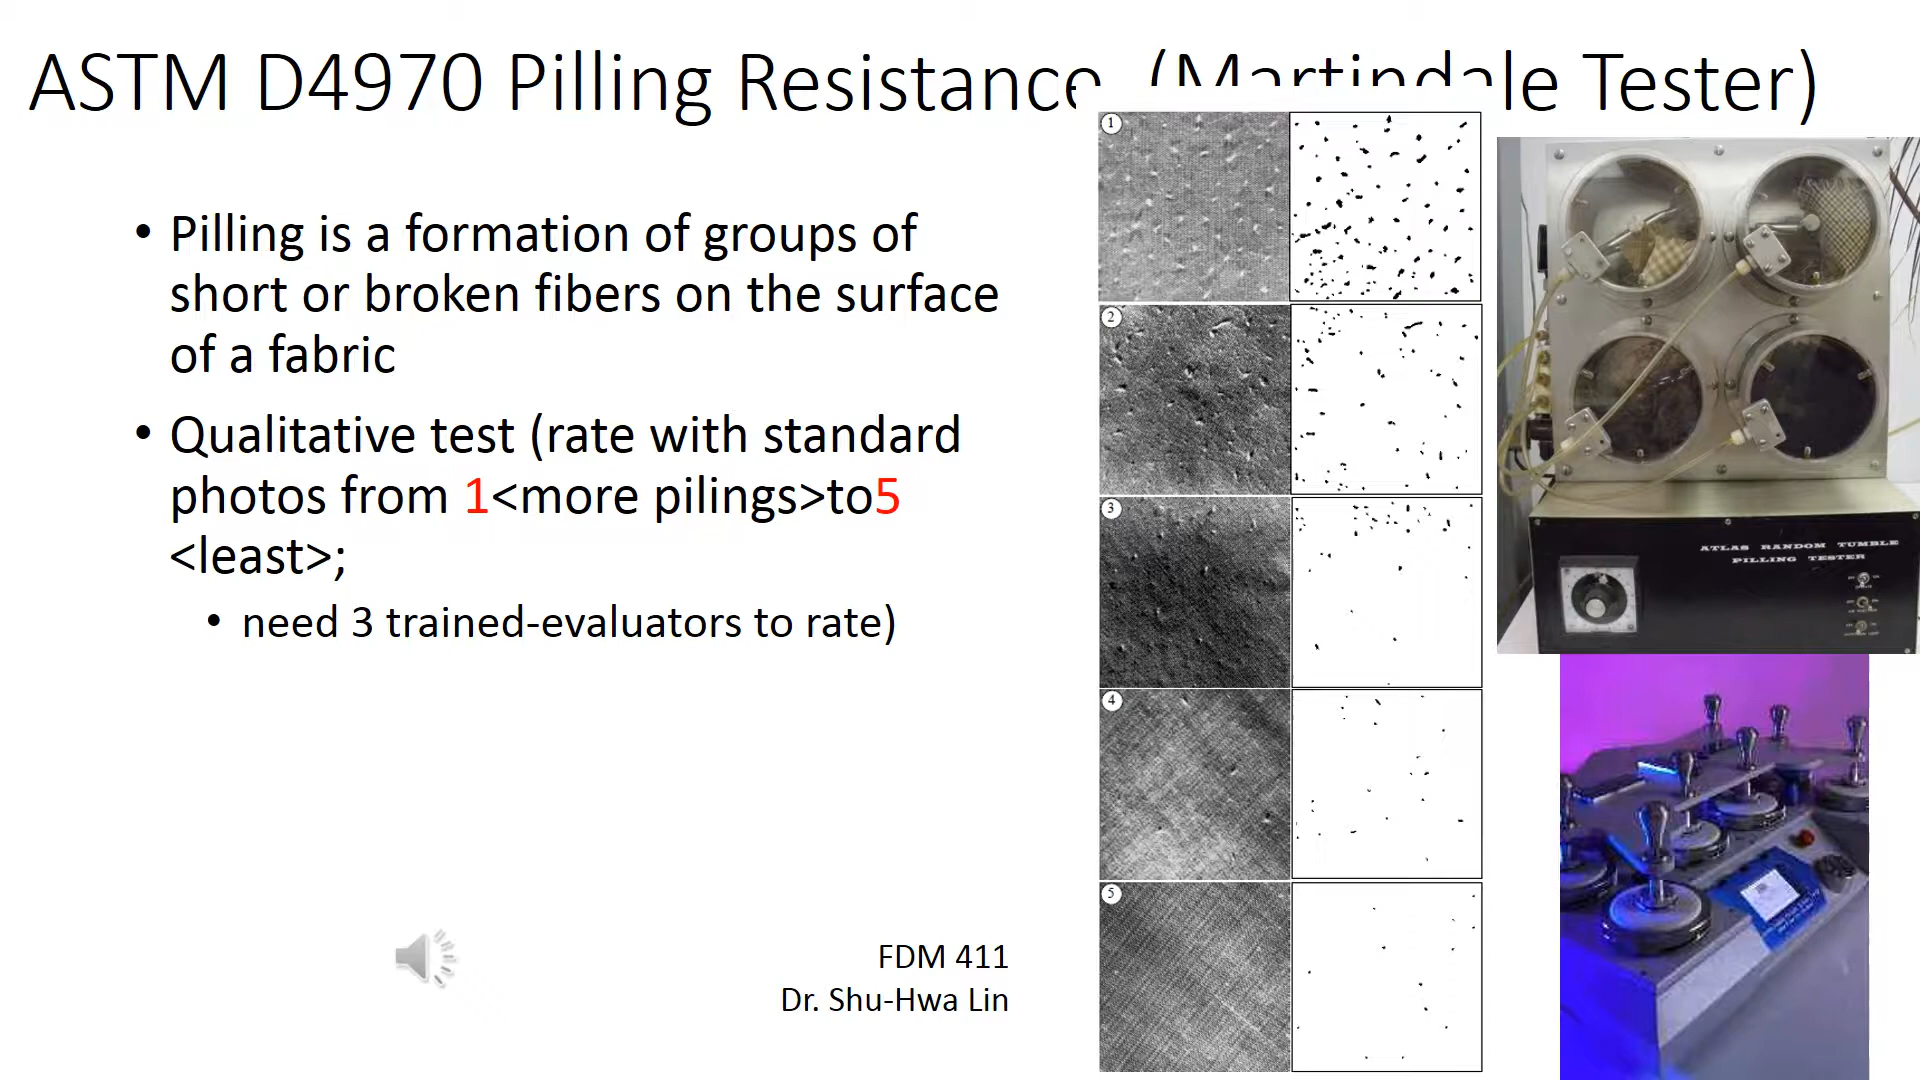 ASTM D4970 Pilling Resistance (Martindale Tester)
• Pilling is a formation of groups of
short or broken fibers on the surface
of a fabric
• Qualitative test (rate with standard
photos from 1<more pilings>to5
<least>;
• need 3 trained-evaluators to rate)
FDM 411
Dr. Shu-Hwa Lin
1
2
3
4
5
ATLAS RANDOM TUMBLE
PILLING TESTER